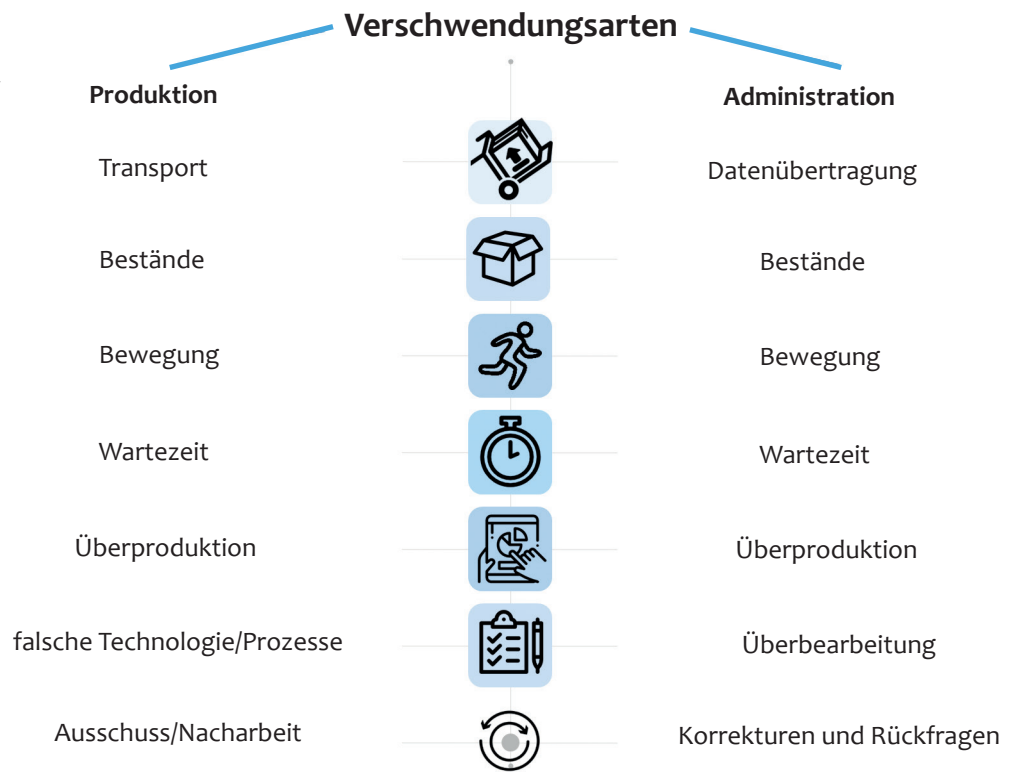 Verschwendungsarten
Produktion
Administration
Transport
Datenübertragung
Bestände
Bestände
Bewegung
Bewegung
Wartezeit
Wartezeit
Überproduktion
Überproduktion
falsche Technologie/Prozesse
Überbearbeitung
Ausschuss/Nacharbeit
Korrekturen und Rückfragen